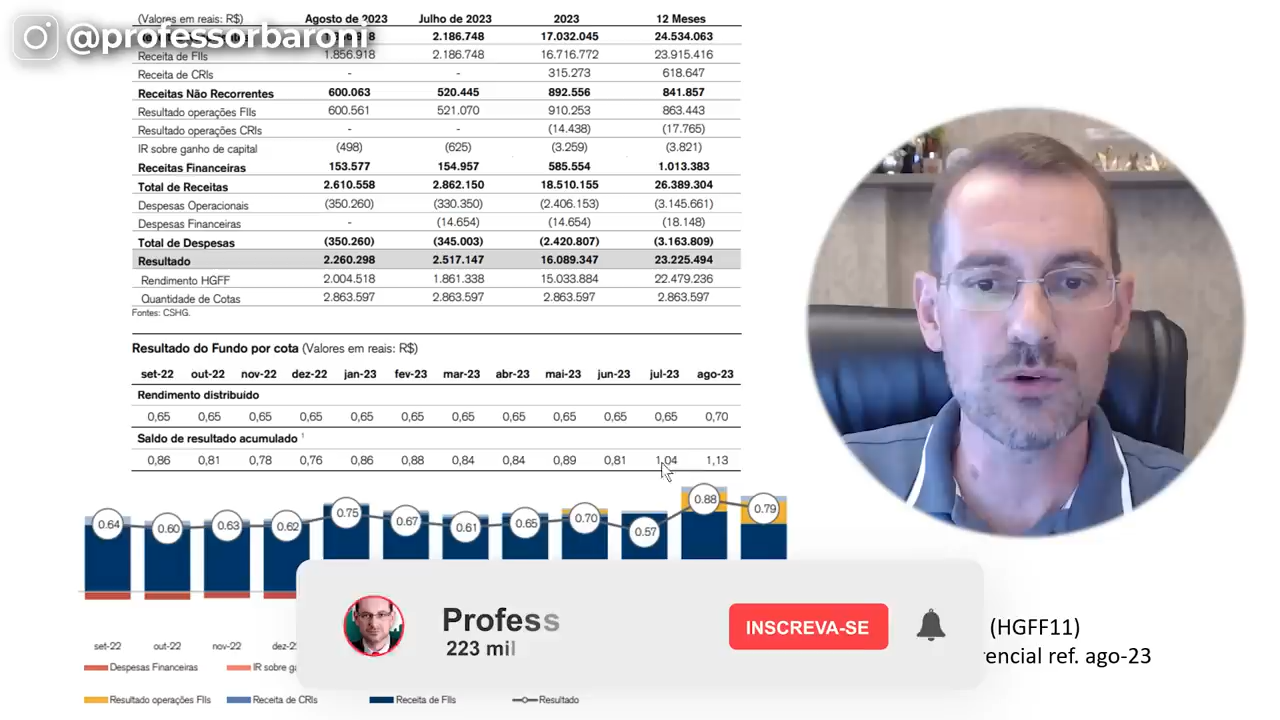 (Valores em reais: R$) Agosto de 2023 Julho de 2023 2023 12 Meses
@professorbaroni
2.186.748 17.032.045 24.534.063
Receita de FIIs 1.856.918 2.186.748 16.716.772 23.915.416
Receita de CRIs - - 315.273 618.647
Receitas Não Recorrentes 600.063 520.445 892.556 841.857
Resultado operações FIIs 600.561 521.070 910.253 863.443
Resultado operações CRIs - - (14.438) (17.765)
IR sobre ganho de capital (498) (625) (3.259) (3.821)
Receitas Financeiras 153.577 154.957 585.554 1.013.383
Total de Receitas 2.610.558 2.862.150 18.510.155 26.389.304
Despesas Operacionais (350.260) (330.350) (2.406.153) (3.145.661)
Despesas Financeiras - (14.654) (14.654) (18.148)
Total de Despesas (350.260) (345.003) (2.420.807) (3.163.809)
Resultado 2.260.298 2.517.147 16.089.347 23.225.494
Rendimento HGFF 2.004.518 1.861.338 15.033.884 22.479.236
Quantidade de Cotas 2.863.597 2.863.597 2.863.597 2.863.597
Fontes: CSHG.
Resultado do Fundo por cota (Valores em reais: R$)
set-22 out-22 nov-22 dez-22 jan-23 fev-23 mar-23 abr-23 mai-23 jun-23 jul-23 ago-23
Rendimento distribuído
0,65 0,65 0,65 0,65 0,65 0,65 0,65 0,65 0,65 0,65 0,65 0,70
Saldo de resultado acumulado ¹
0,86 0,81 0,78 0,76 0,86 0,88 0,84 0,84 0,89 0,81 1,04 1,13
0.64 0.60 0.63 0.62 0.75 0.67 0.61 0.65 0.70 0.57 0.88 0.79
set-22 out-22 nov-22 dez-2
Despesas Financeiras IR sobre ga
Resultado operações FIIs Receita de CRIs Receita de FIIs Resultado
Profess
223 mil
INSCREVA-SE
(HGFF11)
encial ref. ago-23